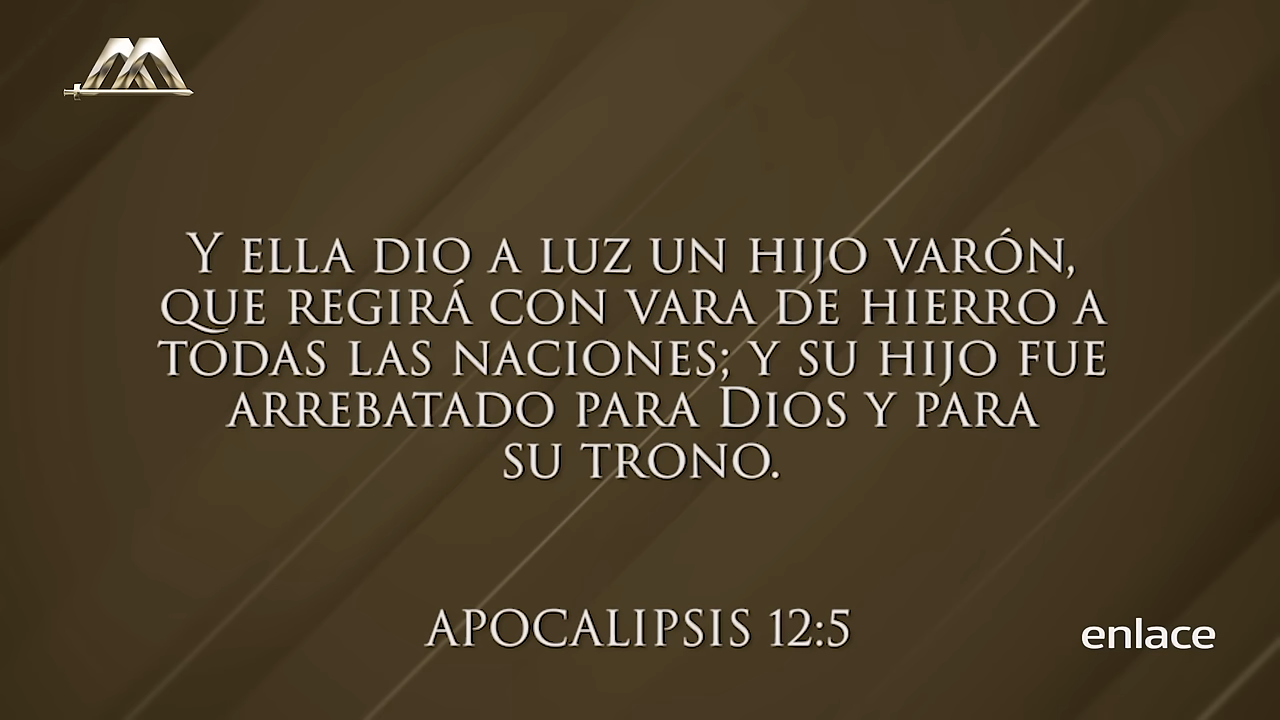 Y ELLA DIO A LUZ UN HIJO VARÓN,
QUE REGIRÁ CON VARA DE HIERRO A
TODAS LAS NACIONES; Y SU HIJO FUE
ARREBATADO PARA DIOS Y PARA
SU TRONO.
APOCALIPSIS 12:5
enlace